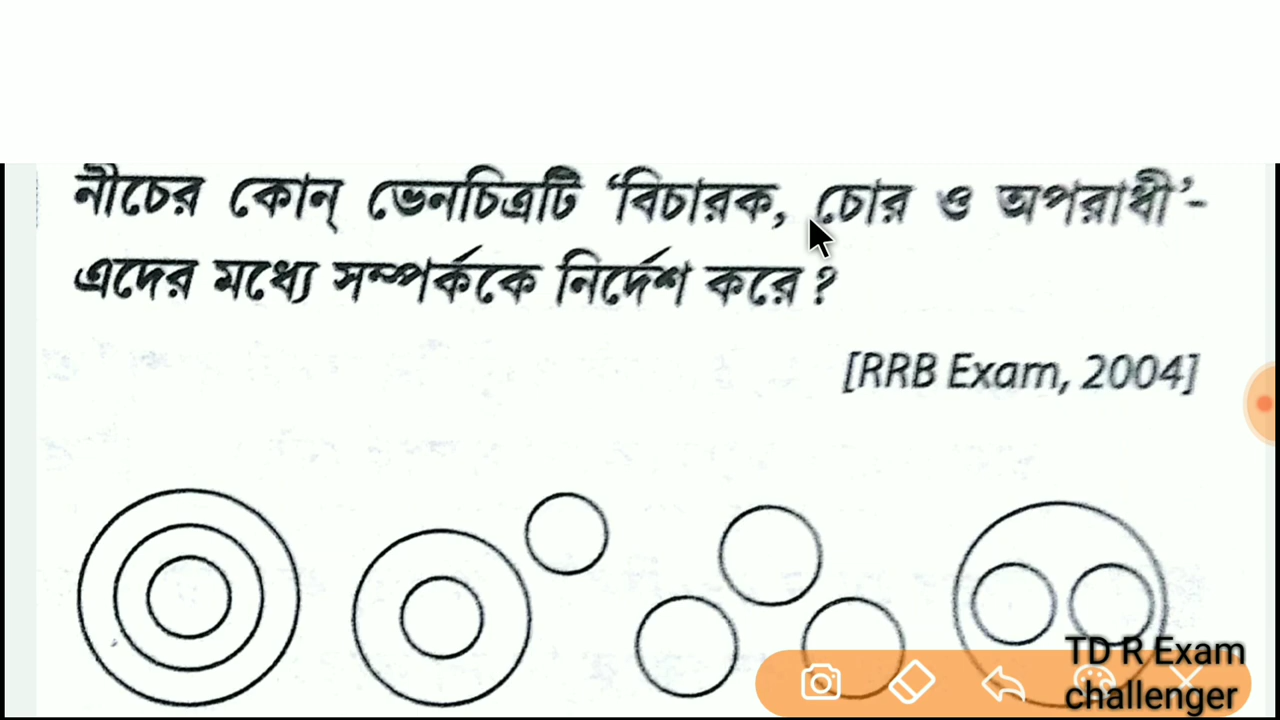 নীচের কোন্ ভেনচিত্রটি ‘বিচারক, চোর ও অপরাধী’-
এদের মধ্যে সম্পর্ককে নির্দেশ করে ?
[RRB Exam, 2004]
TD R Exam
challenger